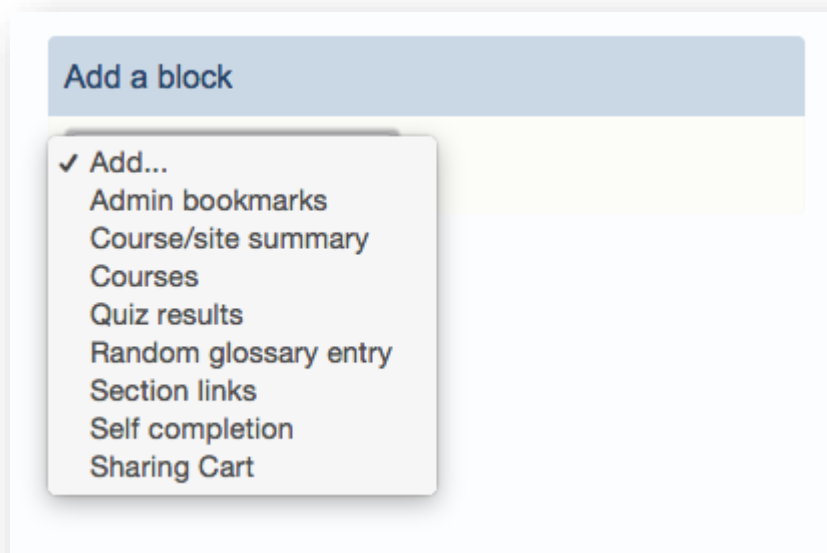 Add a block
✓ Add...
Admin bookmarks
Course/site summary
Courses
Quiz results
Random glossary entry
Section links
Self completion
Sharing Cart